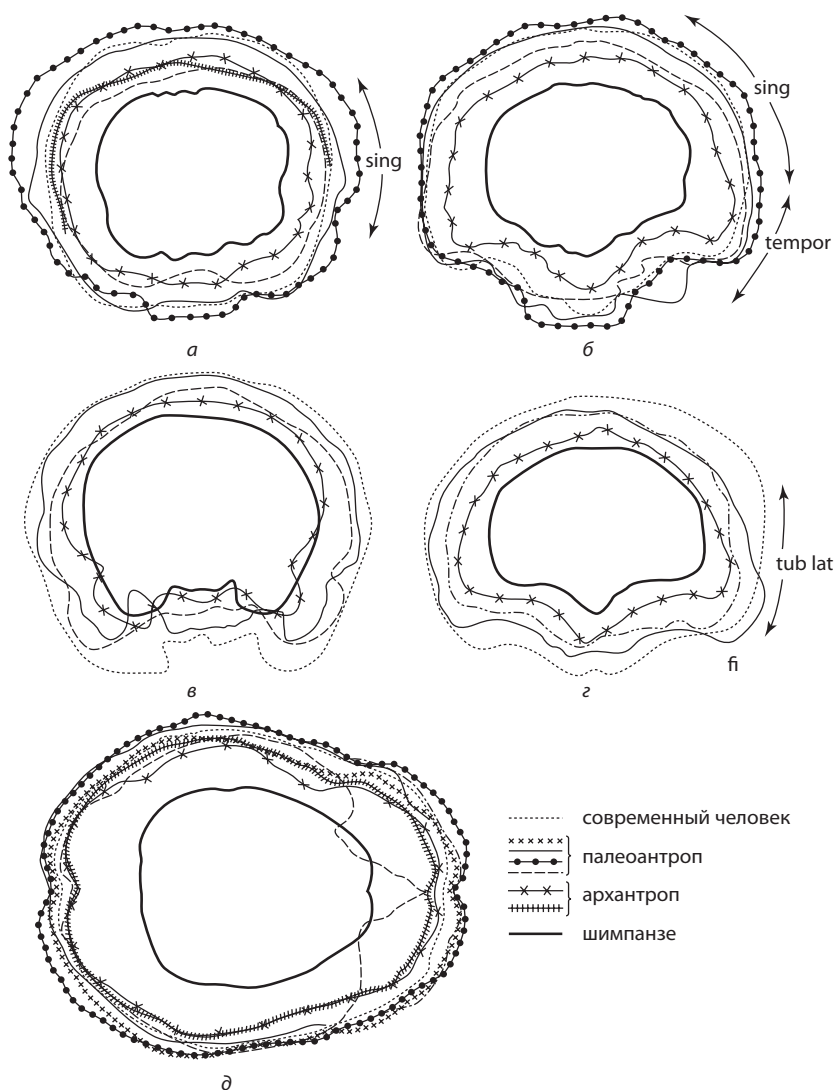 sing
sing
tempor
а
б
tub lat
fi
в
г
современный человек
палеоантроп
архантроп
шимпанзе
д